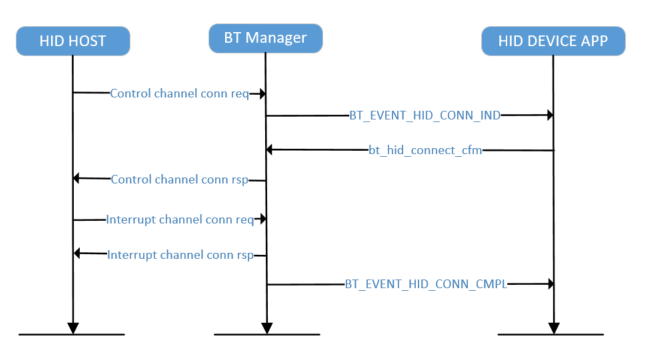 HID HOST
BT Manager
HID DEVICE APP
Control channel conn req
BT_EVENT_HID_CONN_IND
bt_hid_connect_cfm
Control channel conn rsp
Interrupt channel conn req
Interrupt channel conn rsp
BT_EVENT_HID_CONN_CMPL